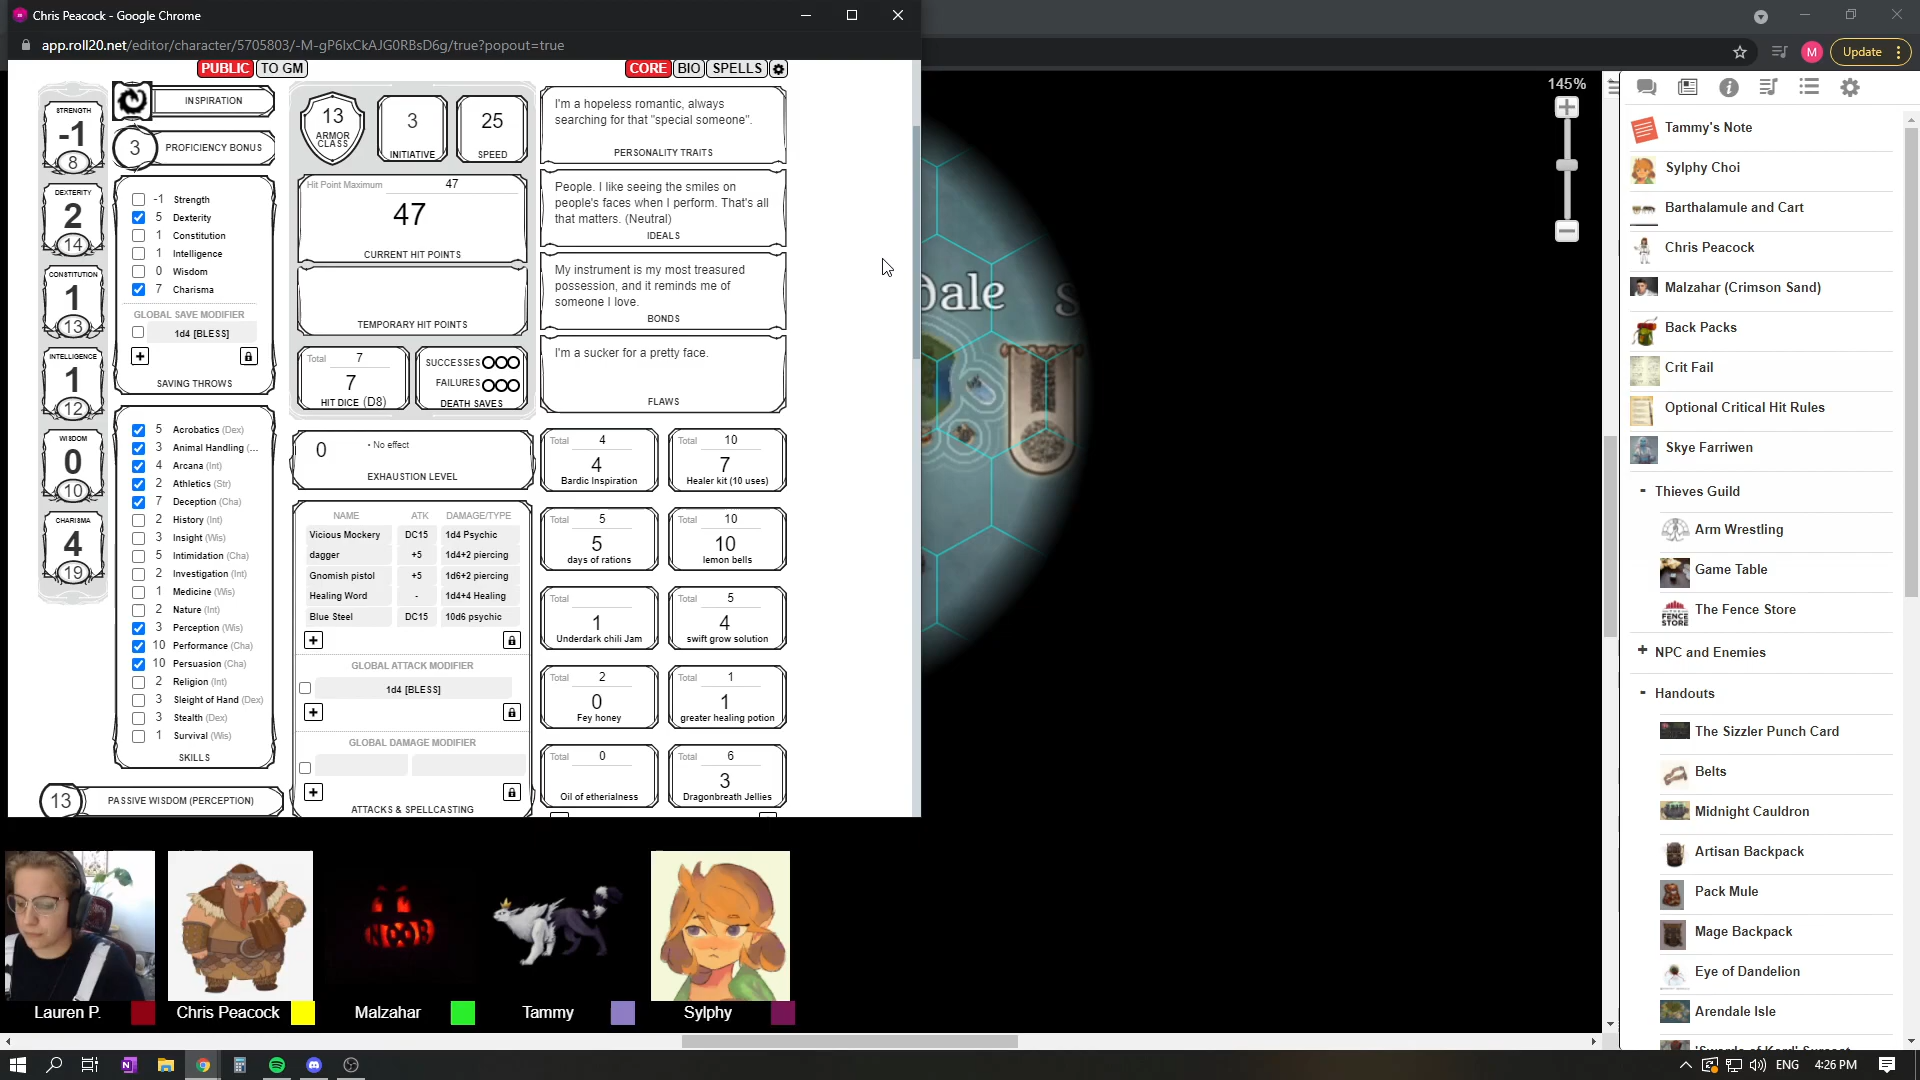 Chris Peacock - Google Chrome
app.roll20.net/editor/character/5705803/-M-gP6lxCkAJG0RBsD6g/true?popout=true
Update
M
PUBLIC TO GM
CORE BIO SPELLS
STRENGTH
-1
8
DEXTERITY
2
14
CONSTITUTION
1
13
INTELLIGENCE
1
12
WISDOM
0
10
CHARISMA
4
19
INSPIRATION
3 PROFICIENCY BONUS
-1 Strength
5 Dexterity
1 Constitution
1 Intelligence
0 Wisdom
7 Charisma
GLOBAL SAVE MODIFIER
1d4 [BLESS]
SAVING THROWS
5 Acrobatics (Dex)
3 Animal Handling (...
4 Arcana (Int)
2 Athletics (Str)
7 Deception (Cha)
2 History (Int)
3 Insight (Wis)
5 Intimidation (Cha)
2 Investigation (Int)
1 Medicine (Wis)
2 Nature (Int)
3 Perception (Wis)
10 Performance (Cha)
10 Persuasion (Cha)
2 Religion (Int)
3 Sleight of Hand (Dex)
3 Stealth (Dex)
1 Survival (Wis)
SKILLS
13 PASSIVE WISDOM (PERCEPTION)
13
ARMOR
CLASS
3
INITIATIVE
25
SPEED
Hit Point Maximum 47
47
CURRENT HIT POINTS
TEMPORARY HIT POINTS
Total 7
7
HIT DICE (D8)
SUCCESSES
FAILURES
DEATH SAVES
0 • No effect
EXHAUSTION LEVEL
NAME ATK DAMAGE/TYPE
Vicious Mockery DC15 1d4 Psychic
dagger +5 1d4+2 piercing
Gnomish pistol +5 1d6+2 piercing
Healing Word - 1d4+4 Healing
Blue Steel DC15 10d6 psychic
GLOBAL ATTACK MODIFIER
1d4 [BLESS]
GLOBAL DAMAGE MODIFIER
ATTACKS & SPELLCASTING
I'm a hopeless romantic, always
searching for that "special someone".
PERSONALITY TRAITS
People. I like seeing the smiles on
people's faces when I perform. That's all
that matters. (Neutral)
IDEALS
My instrument is my most treasured
possession, and it reminds me of
someone I love.
BONDS
I'm a sucker for a pretty face.
FLAWS
Total 4
4
Bardic Inspiration
Total 10
7
Healer kit (10 uses)
Total 5
5
days of rations
Total 10
10
lemon bells
Total
1
Underdark chili Jam
Total 5
4
swift grow solution
Total 2
0
Fey honey
Total 1
1
greater healing potion
Total 0
Oil of etherialness
Total 6
3
Dragonbreath Jellies
Dale S
145%
Tammy's Note
Sylphy Choi
Barthalamule and Cart
Chris Peacock
Malzahar (Crimson Sand)
Back Packs
Crit Fail
Optional Critical Hit Rules
Skye Farriwen
- Thieves Guild
Arm Wrestling
Game Table
THE FENCE STORE
The Fence Store
+ NPC and Enemies
- Handouts
The Sizzler Punch Card
Belts
Midnight Cauldron
Artisan Backpack
Pack Mule
Mage Backpack
Eye of Dandelion
Arendale Isle
NOOB
Lauren P.
Chris Peacock
Malzahar
Tammy
Sylphy
ENG
4:26 PM